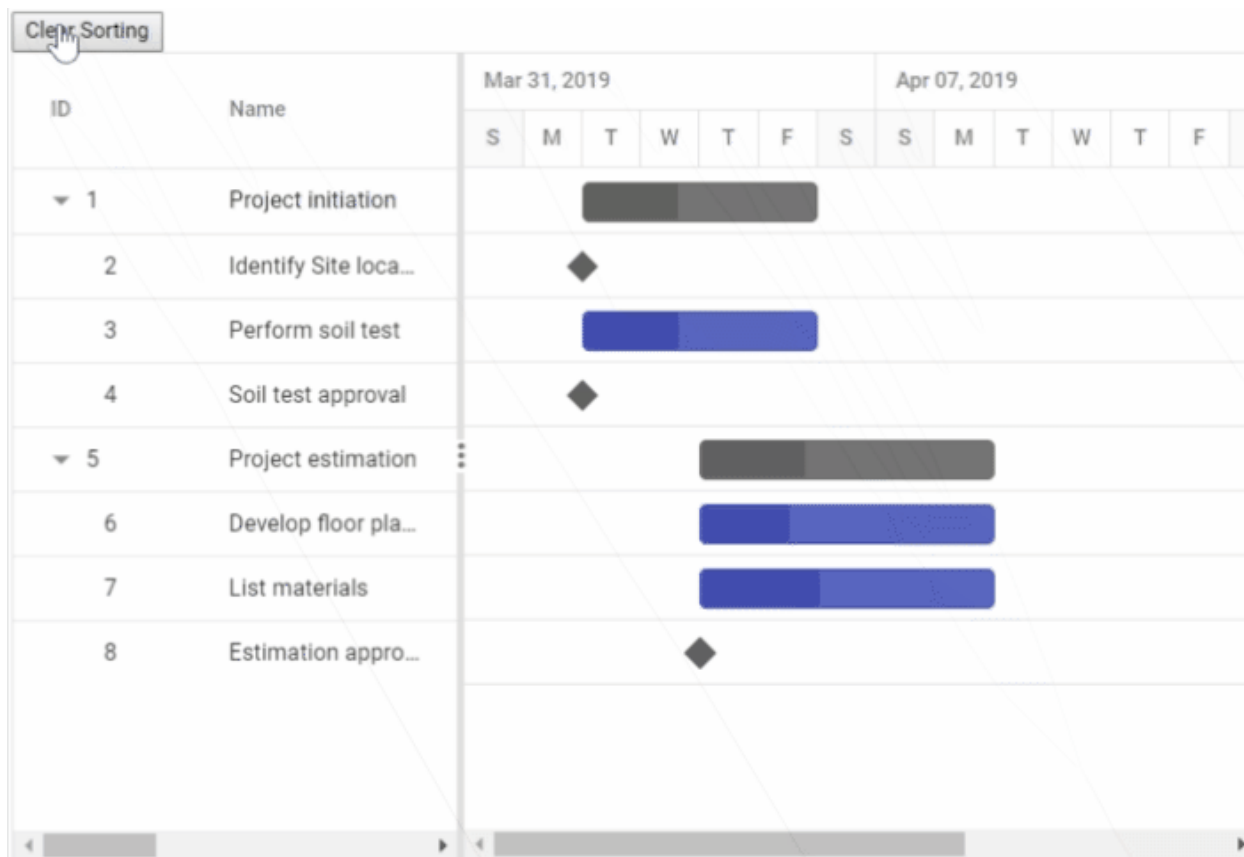 Clear Sorting
ID Name
Mar 31, 2019 Apr 07, 2019
S M T W T F S S M T W T F
1 Project initiation
2 Identify Site loca...
3 Perform soil test
4 Soil test approval
5 Project estimation
6 Develop floor pla...
7 List materials
8 Estimation appro...